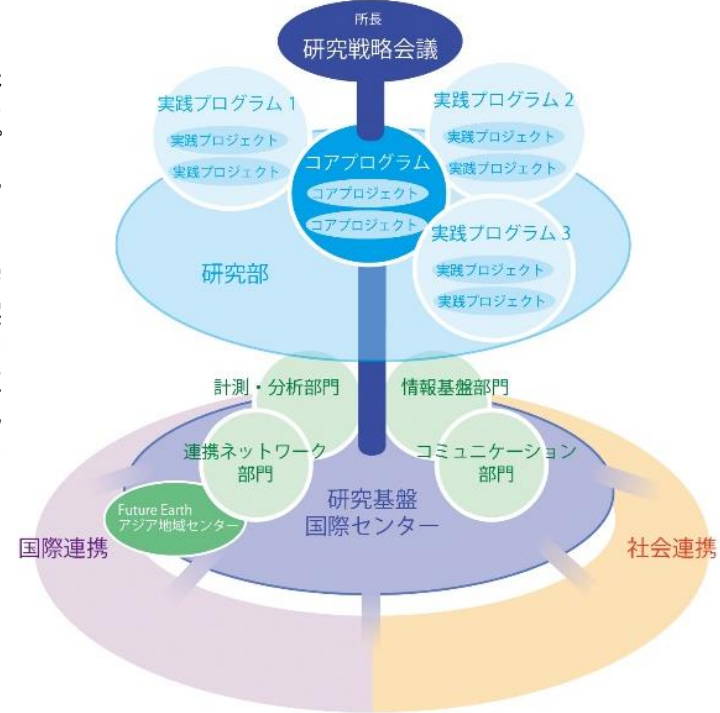 所長
研究戦略会議
実践プログラム 1
実践プロジェクト
実践プロジェクト
実践プログラム 2
実践プロジェクト
実践プロジェクト
コアプログラム
コアプロジェクト
コアプロジェクト
実践プログラム 3
実践プロジェクト
実践プロジェクト
研究部
計測・分析部門
情報基盤部門
連携ネットワーク
部門
コミュニケーション
部門
研究基盤
国際センター
Future Earth
アジア地域センター
国際連携
社会連携